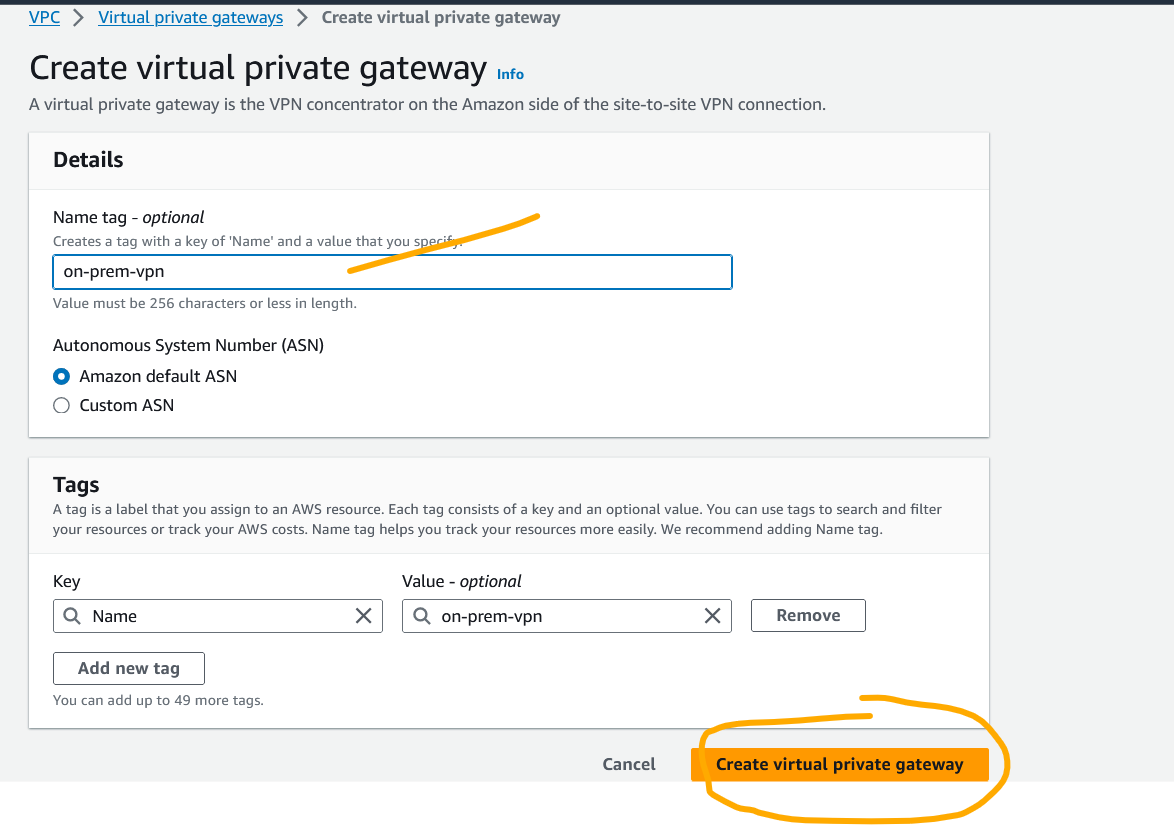 VPC > Virtual private gateways > Create virtual private gateway
Create virtual private gateway Info
A virtual private gateway is the VPN concentrator on the Amazon side of the site-to-site VPN connection.
Details
Name tag - optional
Creates a tag with a key of 'Name' and a value that you specify.
on-prem-vpn
Value must be 256 characters or less in length.
Autonomous System Number (ASN)
Amazon default ASN
Custom ASN
Tags
A tag is a label that you assign to an AWS resource. Each tag consists of a key and an optional value. You can use tags to search and filter
your resources or track your AWS costs. Name tag helps you track your resources more easily. We recommend adding Name tag.
Key Value - optional
Name on-prem-vpn Remove
Add new tag
You can add up to 49 more tags.
Cancel Create virtual private gateway